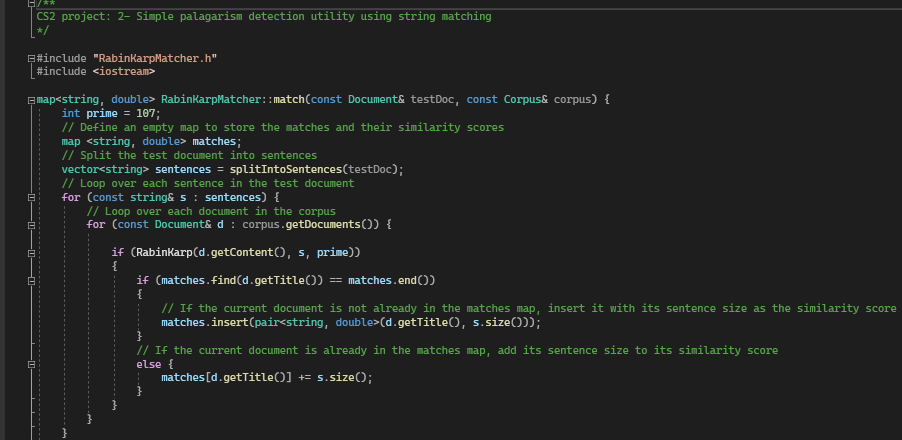 /**
CS2 project: 2- Simple palagarism detection utility using string matching
*/
#include "RabinKarpMatcher.h"
#include <iostream>
map<string, double> RabinKarpMatcher::match(const Document& testDoc, const Corpus& corpus) {
int prime = 107;
// Define an empty map to store the matches and their similarity scores
map <string, double> matches;
// Split the test document into sentences
vector<string> sentences = splitIntoSentences(testDoc);
// Loop over each sentence in the test document
for (const string& s : sentences) {
// Loop over each document in the corpus
for (const Document& d : corpus.getDocuments()) {
if (RabinKarp(d.getContent(), s, prime))
{
if (matches.find(d.getTitle()) == matches.end())
{
// If the current document is not already in the matches map, insert it with its sentence size as the similarity score
matches.insert(pair<string, double>(d.getTitle(), s.size()));
}
// If the current document is already in the matches map, add its sentence size to its similarity score
else {
matches[d.getTitle()] += s.size();
}
}
}
}